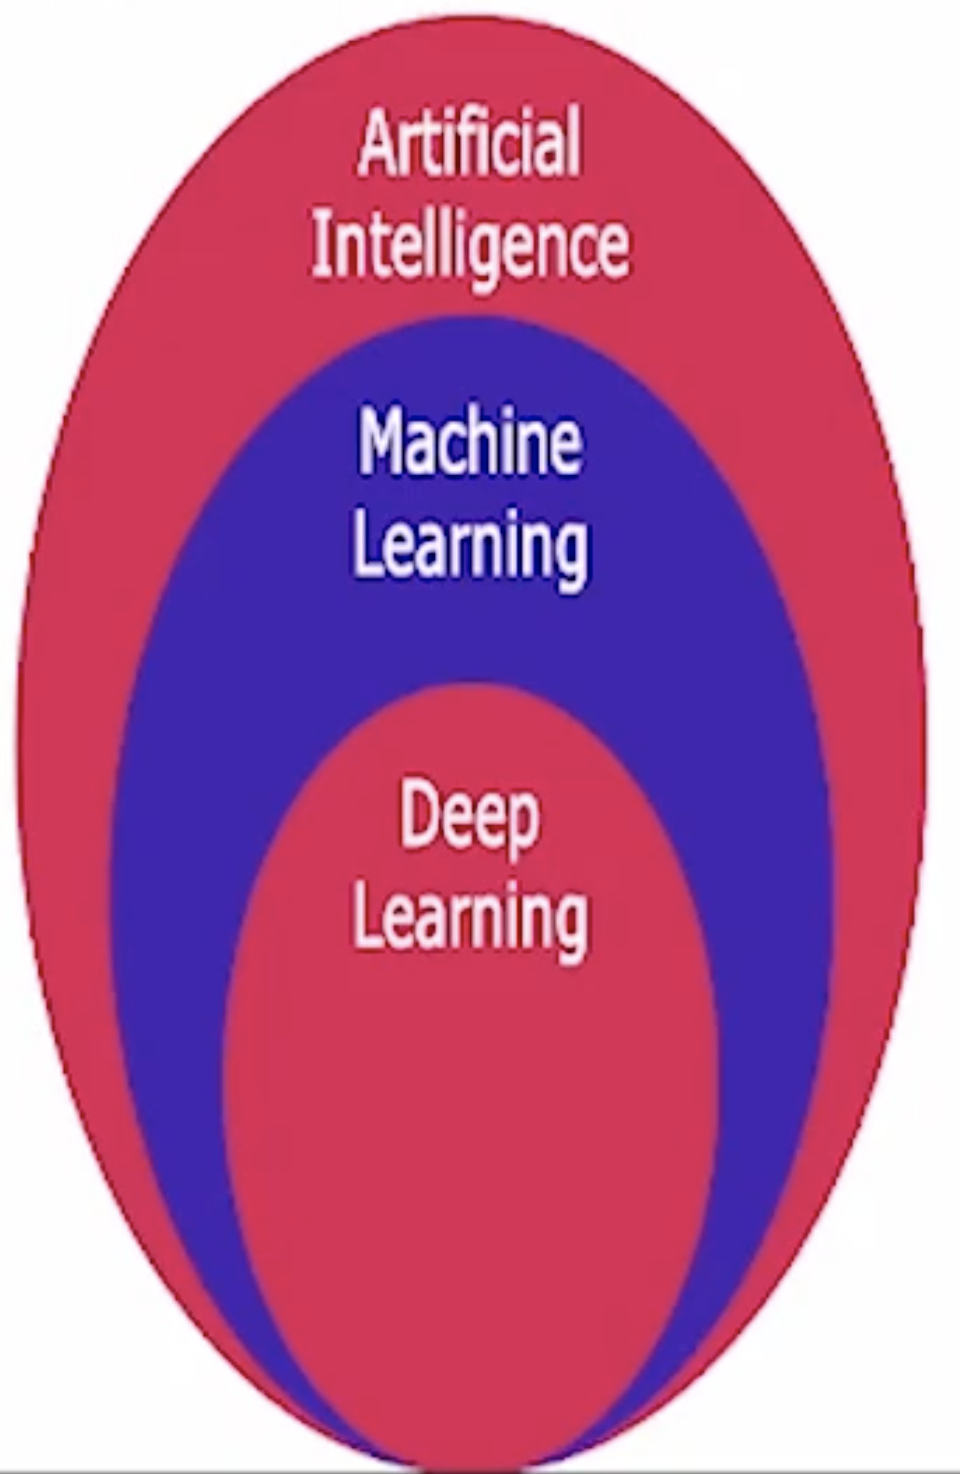 Artificial
Intelligence
Machine
Learning
Deep
Learning